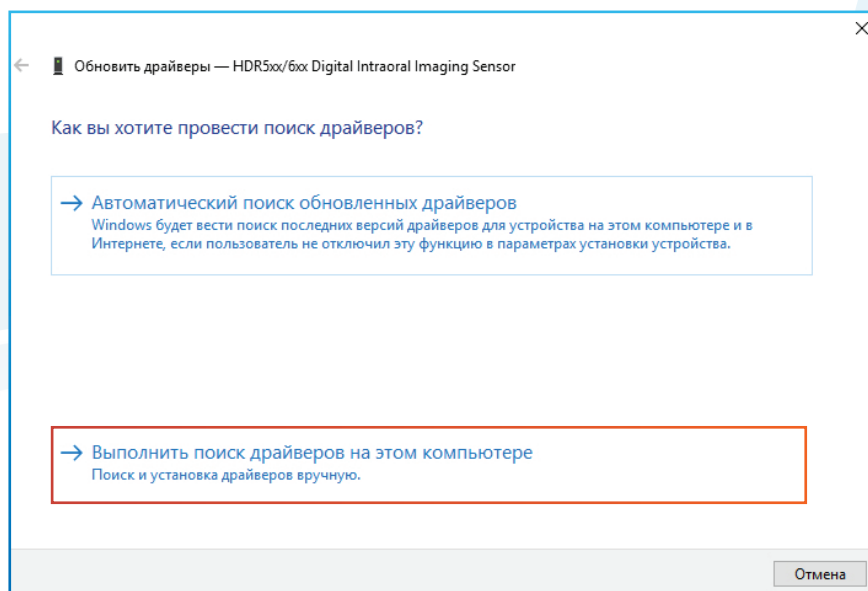 Обновить драйверы — HDR5xx/6xx Digital Intraoral Imaging Sensor
Как вы хотите провести поиск драйверов?
Автоматический поиск обновленных драйверов
Windows будет вести поиск последних версий драйверов для устройства на этом компьютере и в
Интернете, если пользователь не отключил эту функцию в параметрах установки устройства.
Выполнить поиск драйверов на этом компьютере
Поиск и установка драйверов вручную.
Отмена